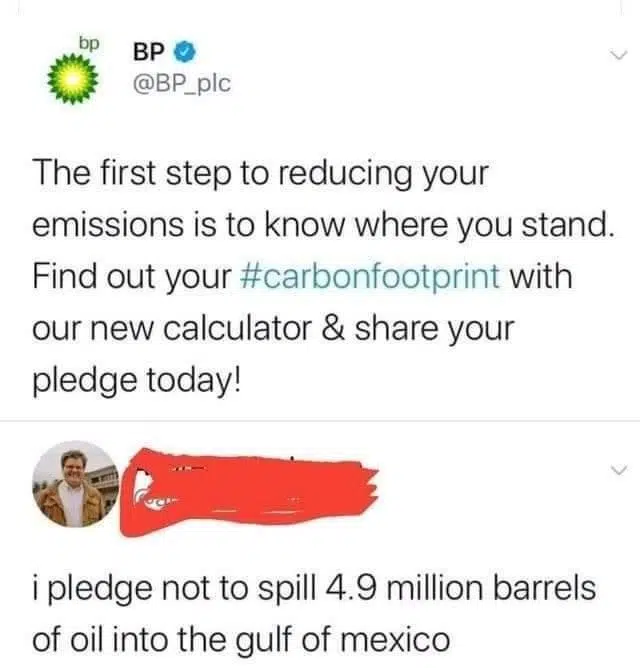 bp
BP
@BP_plc
The first step to reducing your
emissions is to know where you stand.
Find out your #carbonfootprint with
our new calculator & share your
pledge today!
i pledge not to spill 4.9 million barrels
of oil into the gulf of mexico